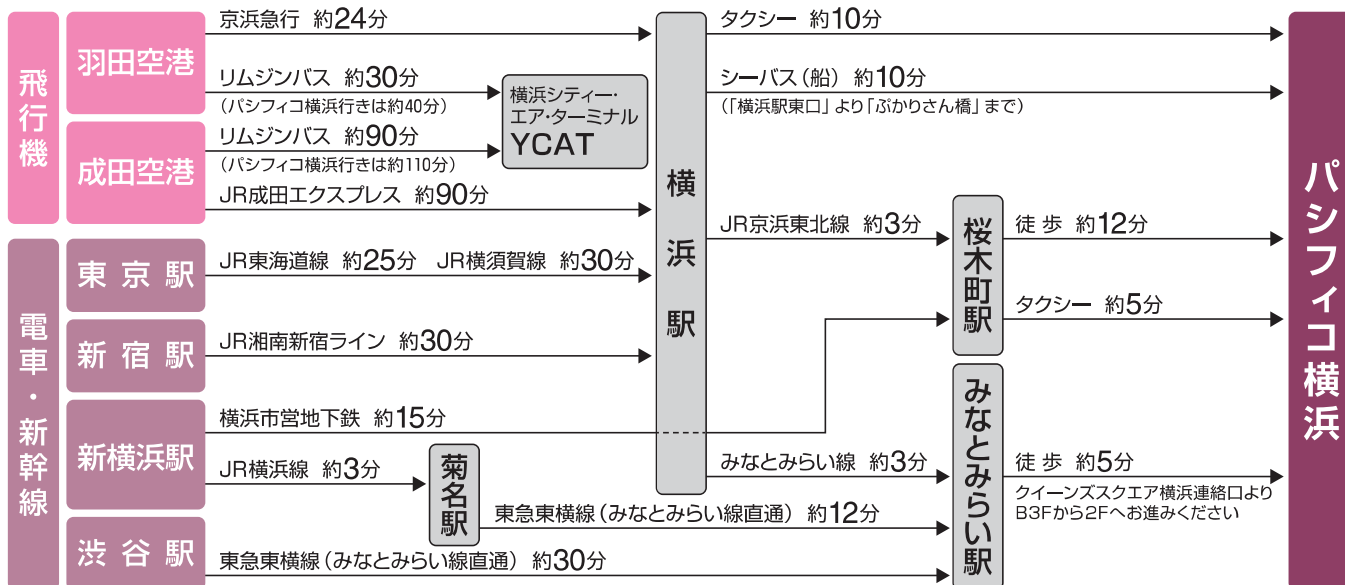 飛行機
羽田空港
京浜急行 約24分
リムジンバス 約30分
(パシフィコ横浜行きは約40分)
成田空港
リムジンバス 約90分
(パシフィコ横浜行きは約110分)
JR成田エクスプレス 約90分
横浜シティー・
エア・ターミナル
YCAT
電車・新幹線
東京駅
JR東海道線 約25分 JR横須賀線 約30分
新宿駅
JR湘南新宿ライン 約30分
新横浜駅
横浜市営地下鉄 約15分
JR横浜線 約3分
菊名駅
東急東横線(みなとみらい線直通) 約12分
渋谷駅
東急東横線(みなとみらい線直通) 約30分
横浜駅
タクシー 約10分
シーバス(船) 約10分
(「横浜駅東口」より「ぷかりさん橋」まで)
JR京浜東北線 約3分
桜木町駅
徒歩 約12分
タクシー 約5分
みなとみらい線 約3分
みなとみらい駅
徒歩 約5分
クイーンズスクエア横浜連絡口より
B3Fから2Fへお進みください
パシフィコ横浜